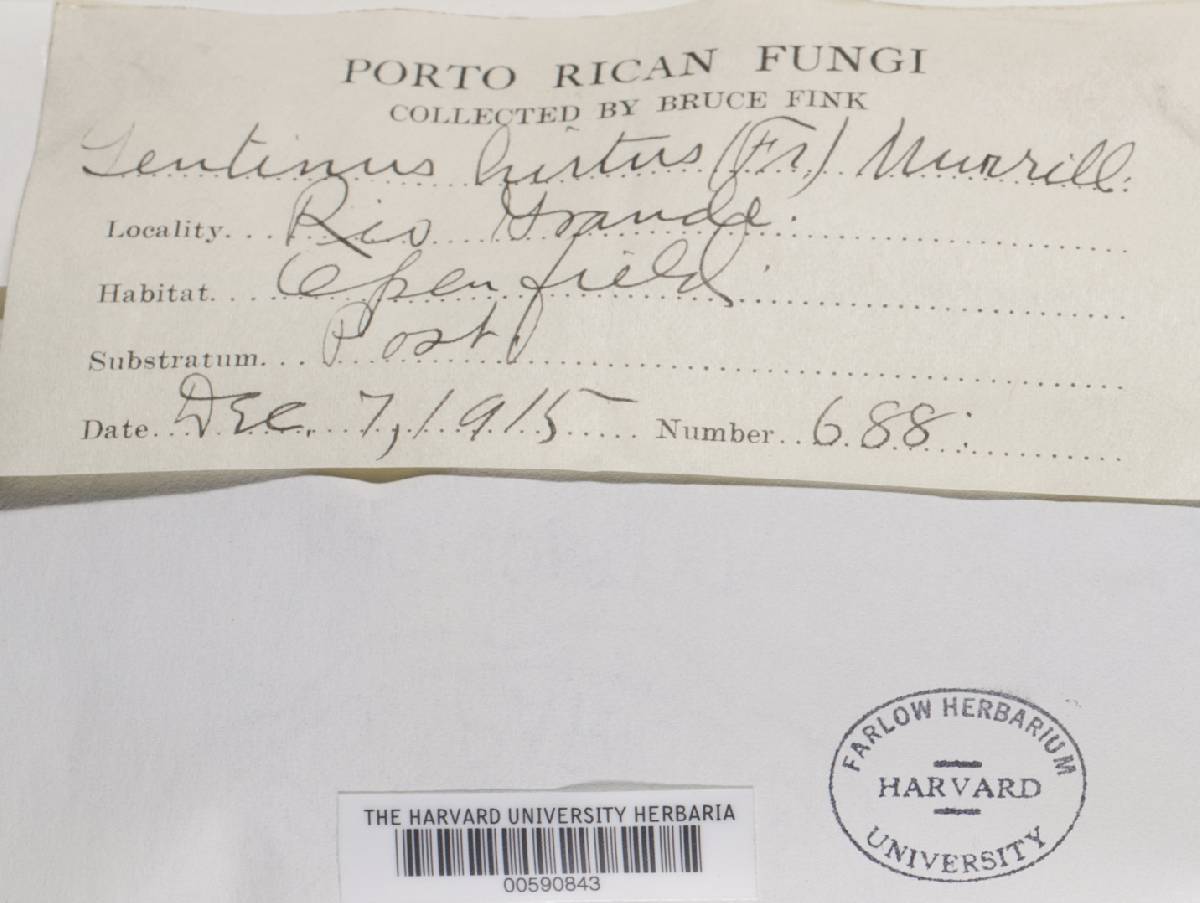 PORTO RICAN FUNGI
COLLECTED BY BRUCE FINK
Lentinus hirtus (Fr.) Murrill.
Locality... Rio Grande.
Habitat... Open field.
Substratum... Post.
Date... Dec. 7, 1915 Number.. 688.
FARLOW HERBARIUM
HARVARD
UNIVERSITY
THE HARVARD UNIVERSITY HERBARIA
00590843